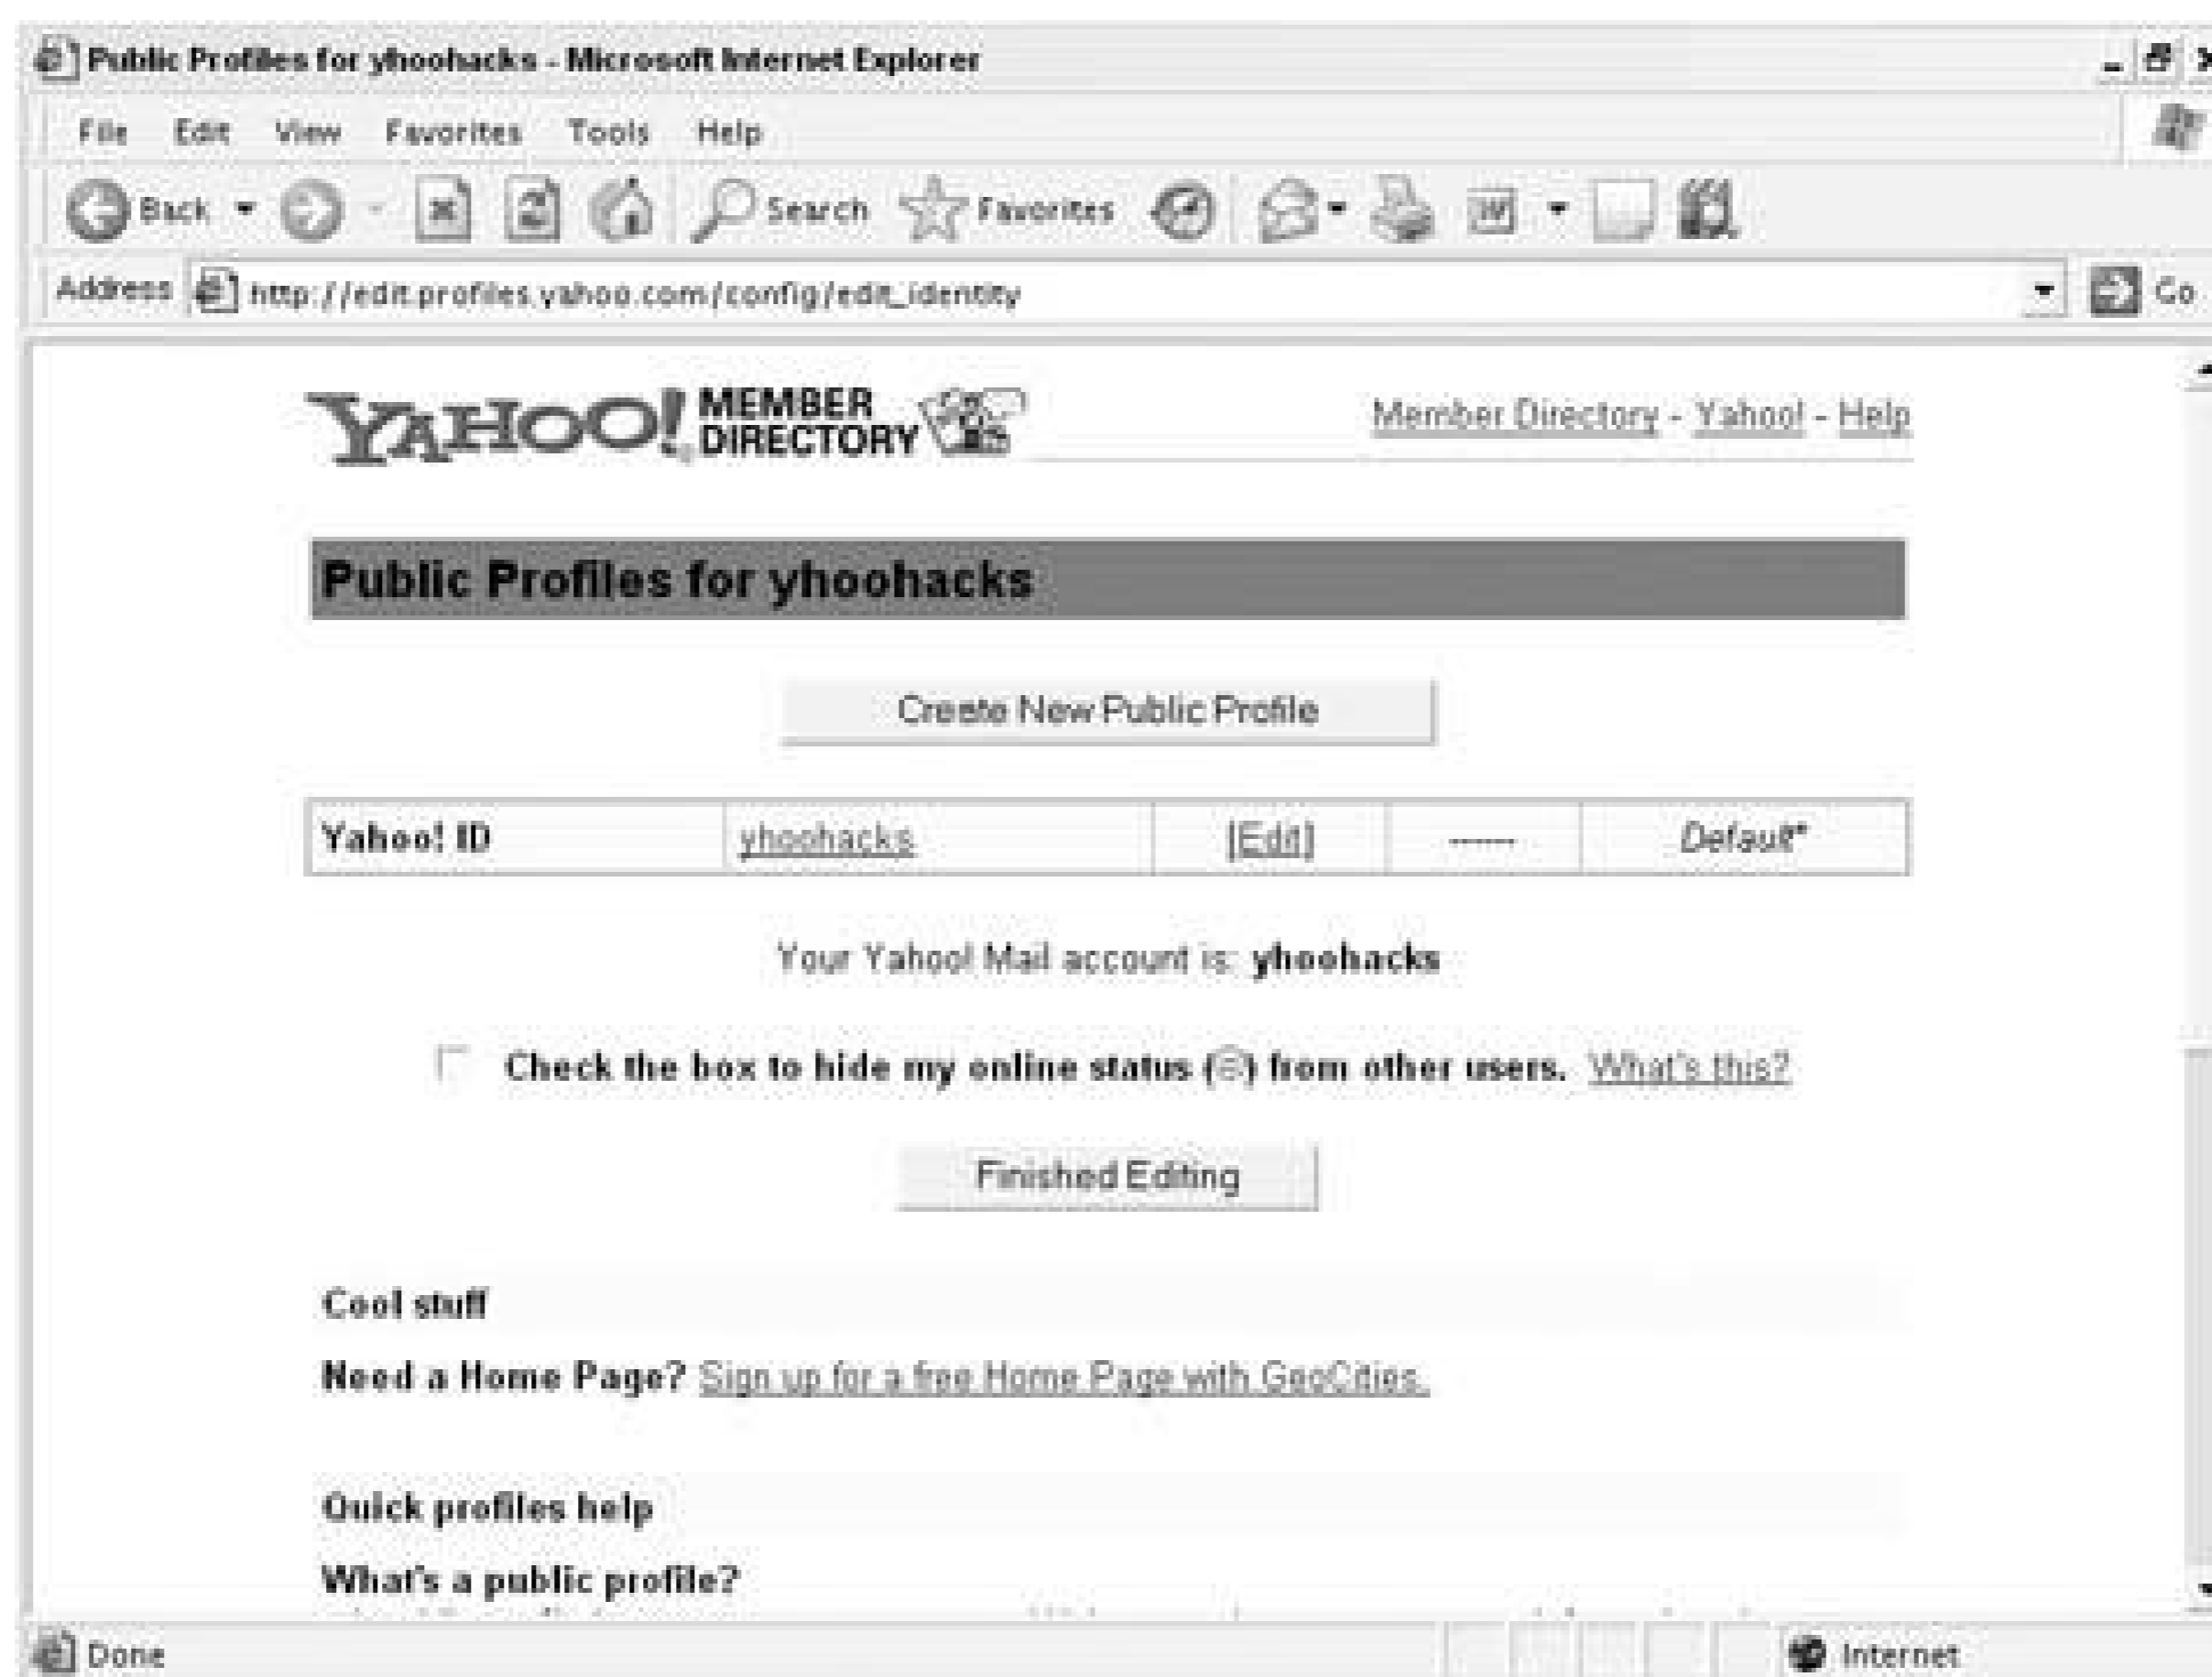 Public Profiles for yhoohacks - Microsoft Internet Explorer
File Edit View Favorites Tools Help
Back Search Favorites
Address http://edit.profiles.yahoo.com/config/edit_identity Go
YAHOO! MEMBER DIRECTORY
Member Directory - Yahoo! - Help
Public Profiles for yhoohacks
Create New Public Profile
Yahoo! ID yhoohacks [Edit] ------ Default*
Your Yahoo! Mail account is: yhoohacks
Check the box to hide my online status (☺) from other users. What's this?
Finished Editing
Cool stuff
Need a Home Page? Sign up for a free Home Page with GeoCities.
Quick profiles help
What's a public profile?
Done Internet